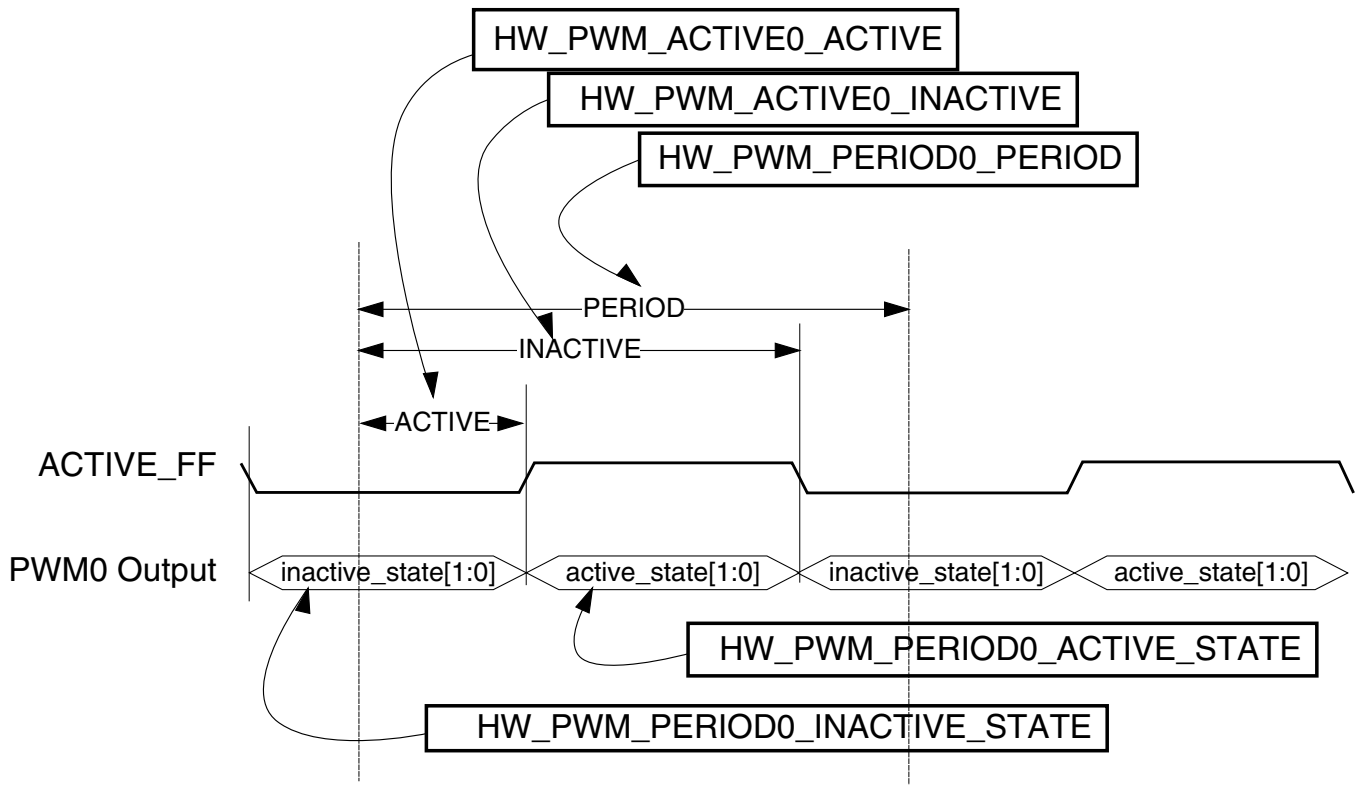 HW_PWM_ACTIVE0_ACTIVE
HW_PWM_ACTIVE0_INACTIVE
HW_PWM_PERIOD0_PERIOD
PERIOD
INACTIVE
ACTIVE
ACTIVE_FF
PWM0 Output
inactive_state[1:0]
active_state[1:0]
inactive_state[1:0]
active_state[1:0]
HW_PWM_PERIOD0_ACTIVE_STATE
HW_PWM_PERIOD0_INACTIVE_STATE